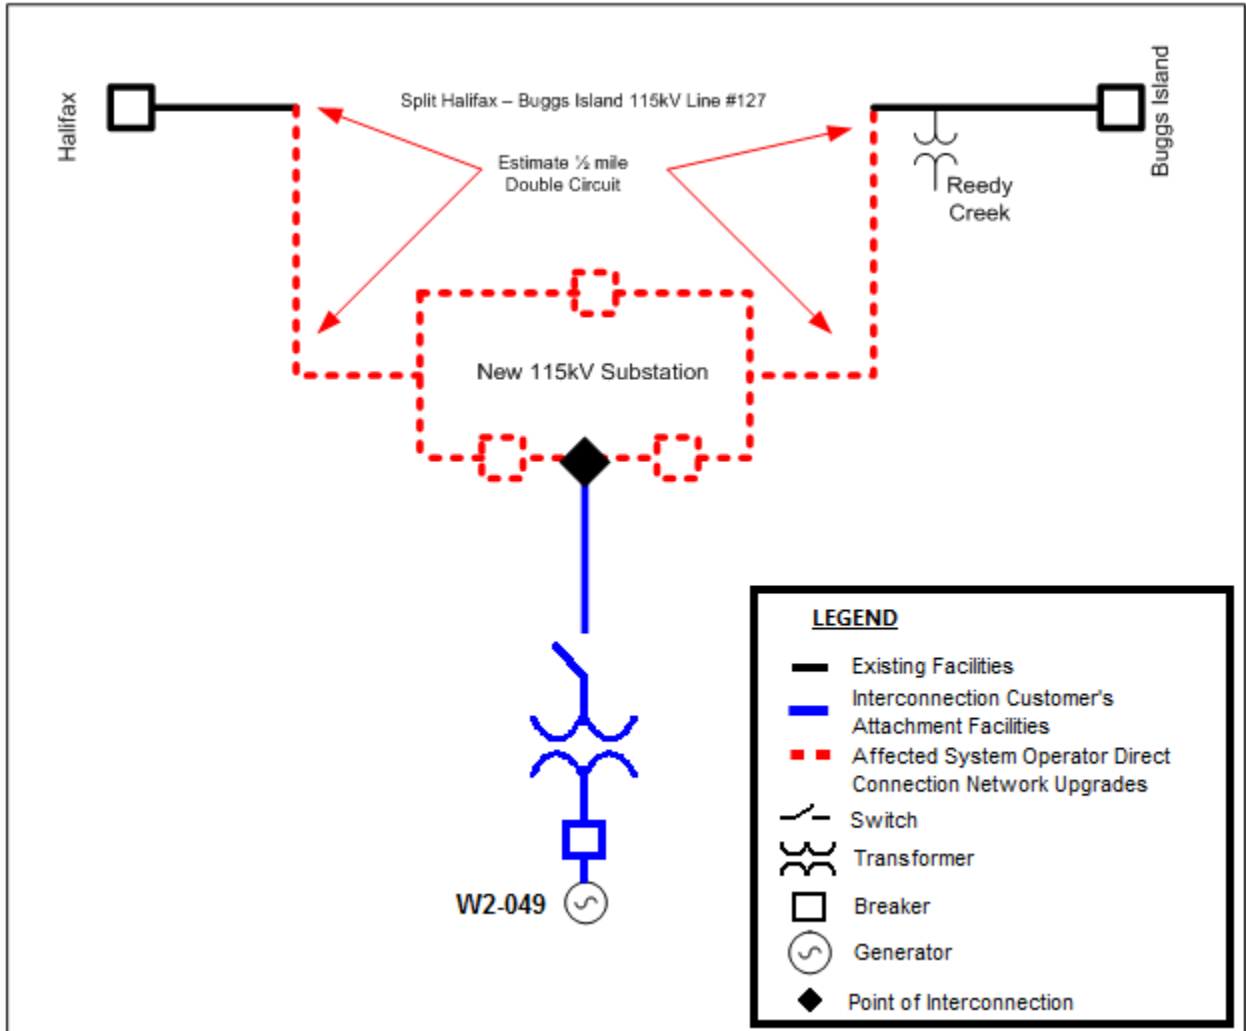 Halifax
Split Halifax – Buggs Island 115kV Line #127
Buggs Island
Estimate ½ mile
Double Circuit
Reedy
Creek
New 115kV Substation
W2-049
LEGEND
Existing Facilities
Interconnection Customer's
Attachment Facilities
Affected System Operator Direct
Connection Network Upgrades
Switch
Transformer
Breaker
Generator
Point of Interconnection